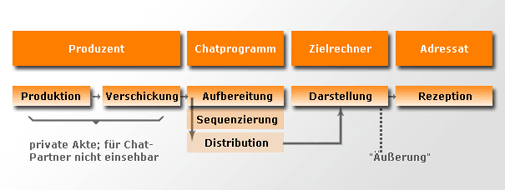 Produzent Chatprogramm Zielrechner Adressat
Produktion Verschickung Aufbereitung Darstellung Rezeption
Sequenzierung
Distribution
private Akte; für Chat-
Partner nicht einsehbar
"Äußerung"